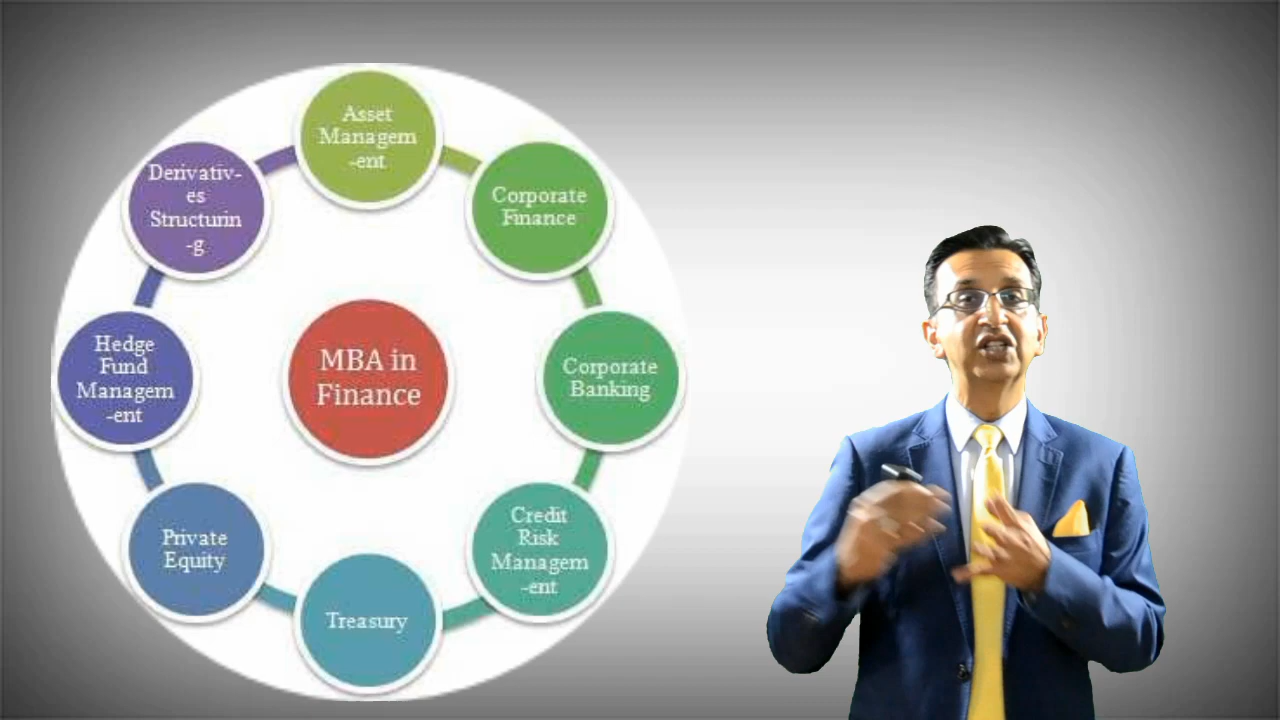 Asset
Managem
-ent
Corporate
Finance
Corporate
Banking
Credit
Risk
Managem
-ent
Treasury
Private
Equity
Hedge
Fund
Managem
-ent
Derivativ-
es
Structurin
-g
MBA in
Finance